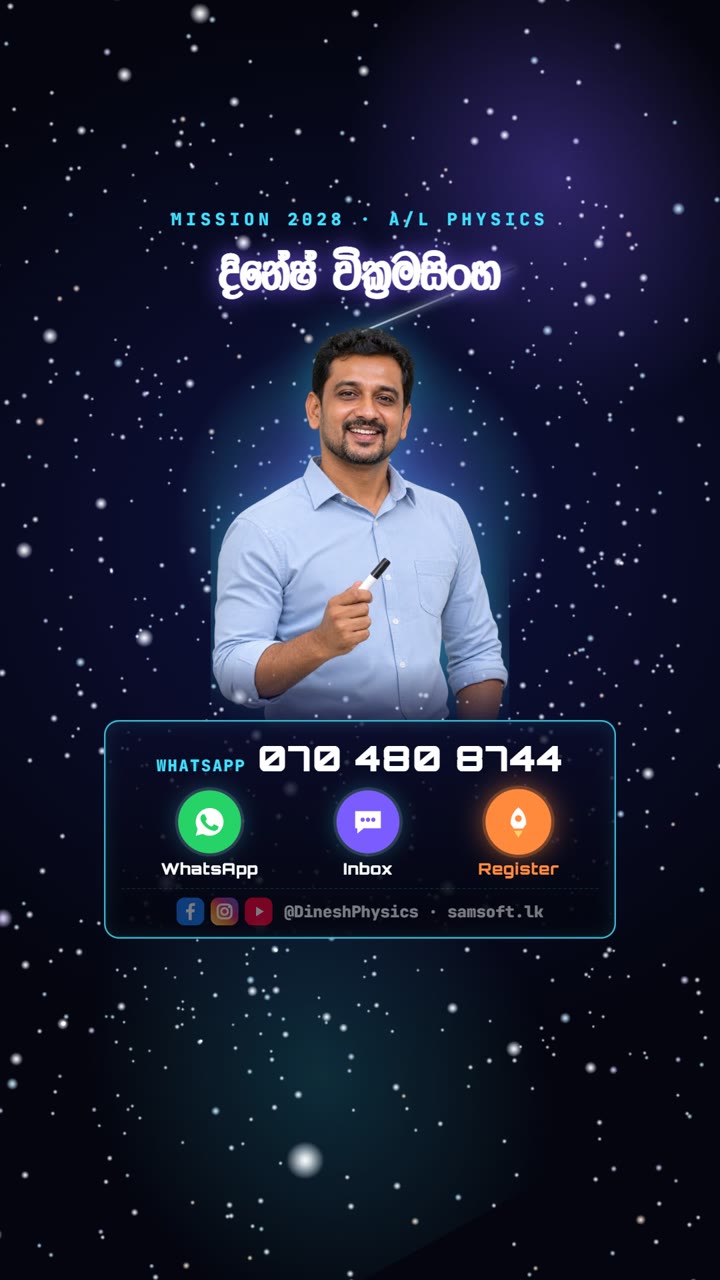 MISSION 2028 · A/L PHYSICS
දිනේෂ් වික්‍රමසිංහ
WHATSAPP 070 480 8744
WhatsApp Inbox Register
@DineshPhysics · samsoft.lk